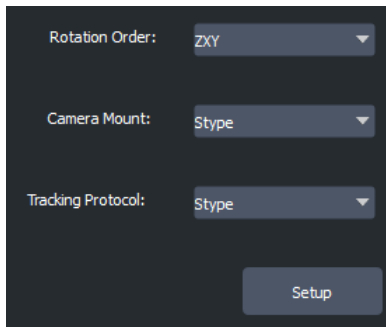 Rotation Order: ZXY
Camera Mount: Stype
Tracking Protocol: Stype
Setup